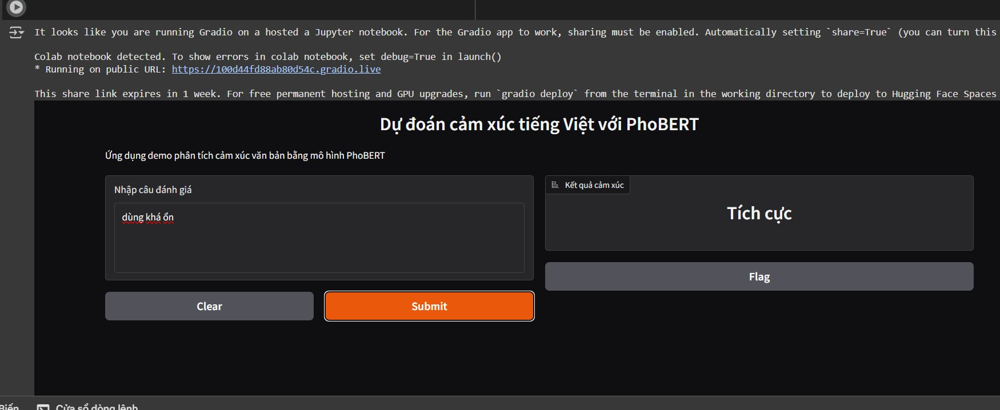 It looks like you are running Gradio on a hosted a Jupyter notebook. For the Gradio app to work, sharing must be enabled. Automatically setting `share=True` (you can turn this
Colab notebook detected. To show errors in colab notebook, set debug=True in launch()
* Running on public URL: https://100d44fd88ab80d54c.gradio.live
This share link expires in 1 week. For free permanent hosting and GPU upgrades, run `gradio deploy` from the terminal in the working directory to deploy to Hugging Face Spaces
Dự đoán cảm xúc tiếng Việt với PhoBERT
Ứng dụng demo phân tích cảm xúc văn bản bằng mô hình PhoBERT
Nhập câu đánh giá
dùng khá ổn
Kết quả cảm xúc
Tích cực
Flag
Clear
Submit
Biến
Cửa sổ dòng lệnh